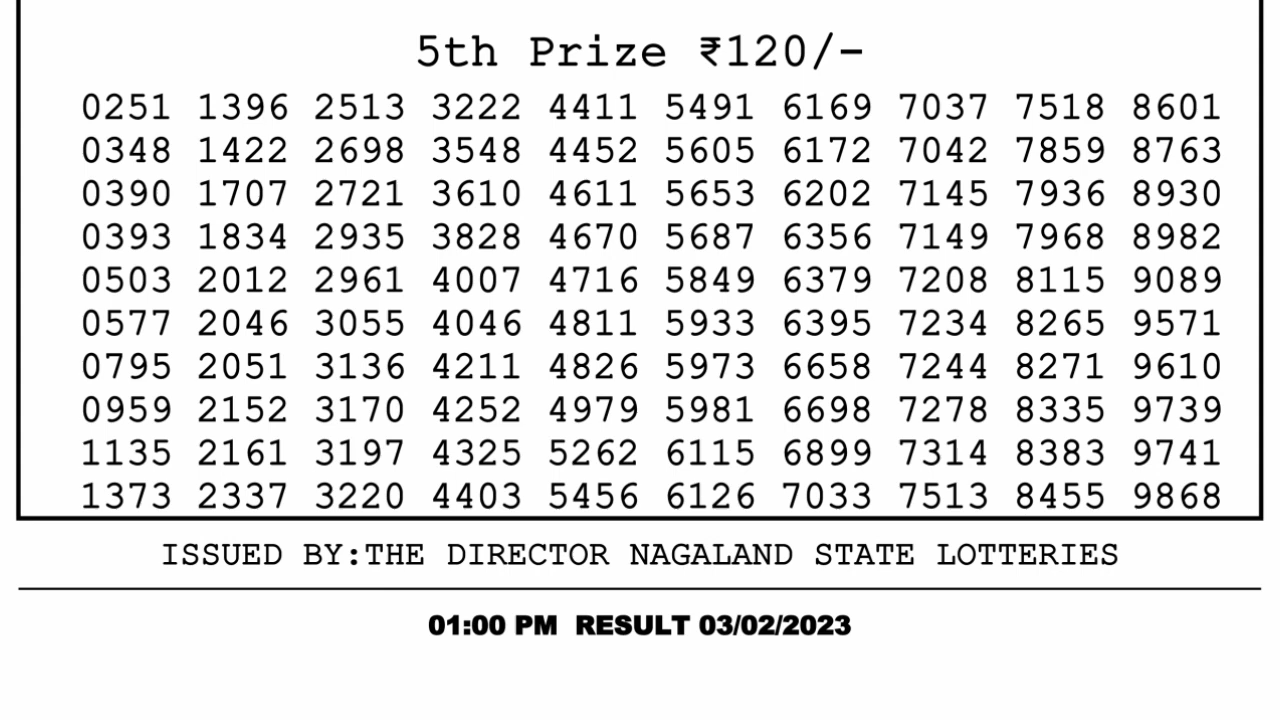 5th Prize ₹120/-
0251 1396 2513 3222 4411 5491 6169 7037 7518 8601
0348 1422 2698 3548 4452 5605 6172 7042 7859 8763
0390 1707 2721 3610 4611 5653 6202 7145 7936 8930
0393 1834 2935 3828 4670 5687 6356 7149 7968 8982
0503 2012 2961 4007 4716 5849 6379 7208 8115 9089
0577 2046 3055 4046 4811 5933 6395 7234 8265 9571
0795 2051 3136 4211 4826 5973 6658 7244 8271 9610
0959 2152 3170 4252 4979 5981 6698 7278 8335 9739
1135 2161 3197 4325 5262 6115 6899 7314 8383 9741
1373 2337 3220 4403 5456 6126 7033 7513 8455 9868
ISSUED BY:THE DIRECTOR NAGALAND STATE LOTTERIES
01:00 PM RESULT 03/02/2023